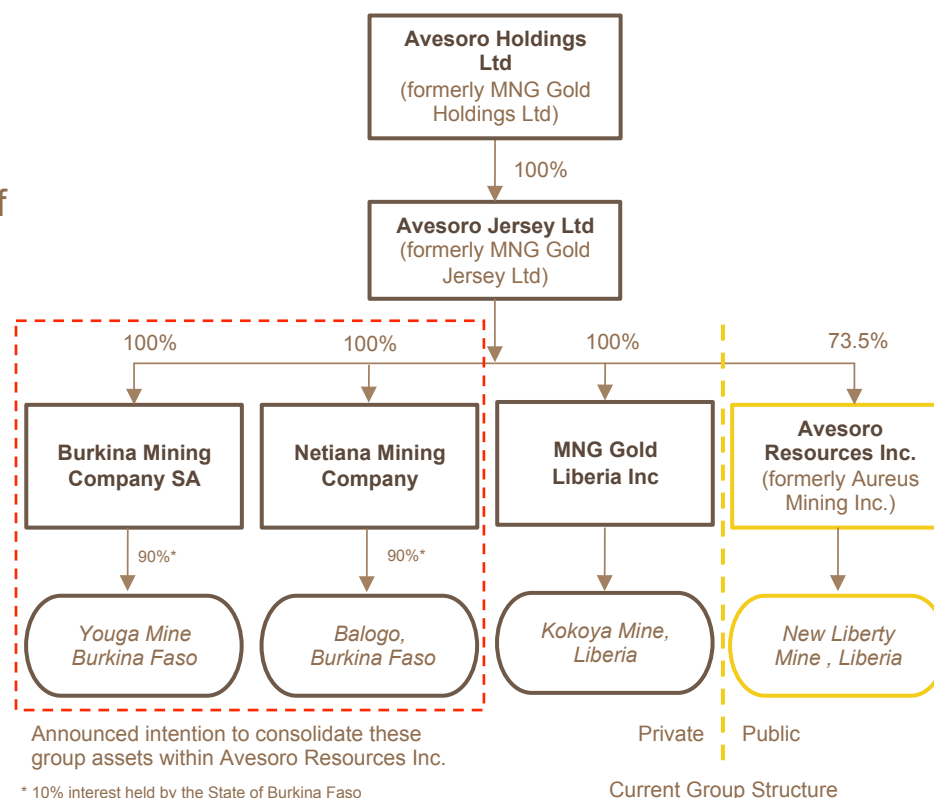 Avesoro Holdings
Ltd
(formerly MNG Gold
Holdings Ltd)
100%
f
Avesoro Jersey Ltd
(formerly MNG Gold
Jersey Ltd)
100%
100%
100%
73.5%
Burkina Mining
Company SA
Netiana Mining
Company
MNG Gold
Liberia Inc
Avesoro
Resources Inc.
(formerly Aureus
Mining Inc.)
90%*
90%*
Youga Mine
Burkina Faso
Balogo,
Burkina Faso
Kokoya Mine,
Liberia
New Liberty
Mine , Liberia
Announced intention to consolidate these
group assets within Avesoro Resources Inc.
Private
Public
* 10% interest held by the State of Burkina Faso
Current Group Structure